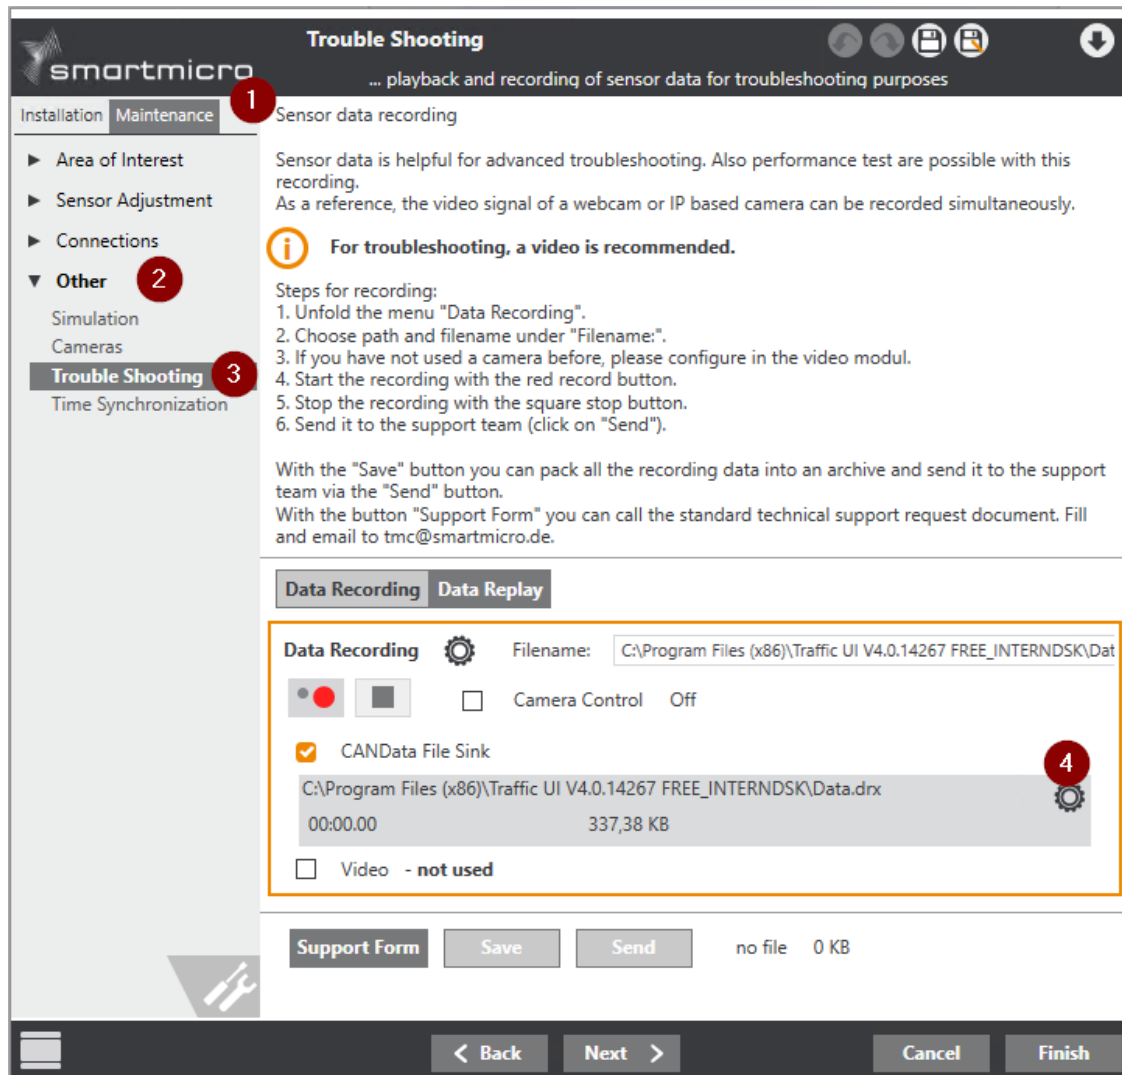 smartmicro
Trouble Shooting
... playback and recording of sensor data for troubleshooting purposes
Installation Maintenance
1
Area of Interest
Sensor Adjustment
Connections
Other
2
Simulation
Cameras
Trouble Shooting
3
Time Synchronization
Sensor data recording
Sensor data is helpful for advanced troubleshooting. Also performance test are possible with this
recording.
As a reference, the video signal of a webcam or IP based camera can be recorded simultaneously.
i
For troubleshooting, a video is recommended.
Steps for recording:
1. Unfold the menu "Data Recording".
2. Choose path and filename under "Filename:".
3. If you have not used a camera before, please configure in the video modul.
4. Start the recording with the red record button.
5. Stop the recording with the square stop button.
6. Send it to the support team (click on "Send").
With the "Save" button you can pack all the recording data into an archive and send it to the support
team via the "Send" button.
With the button "Support Form" you can call the standard technical support request document. Fill
and email to tmc@smartmicro.de.
Data Recording Data Replay
Data Recording Filename: C:\Program Files (x86)\Traffic UI V4.0.14267 FREE_INTERNDSK\Dat
Camera Control Off
CANData File Sink
4
C:\Program Files (x86)\Traffic UI V4.0.14267 FREE_INTERNDSK\Data.drx
00:00.00 337,38 KB
Video - not used
Support Form Save Send no file 0 KB
< Back Next > Cancel Finish